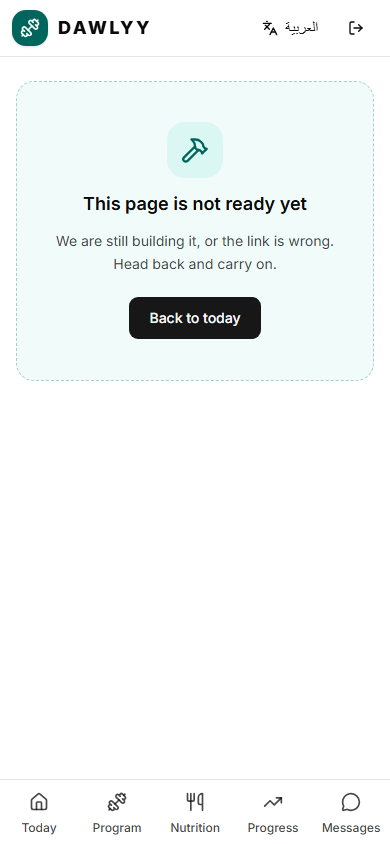 DAWLYY
العربية
This page is not ready yet
We are still building it, or the link is wrong.
Head back and carry on.
Back to today
Today
Program
Nutrition
Progress
Messages